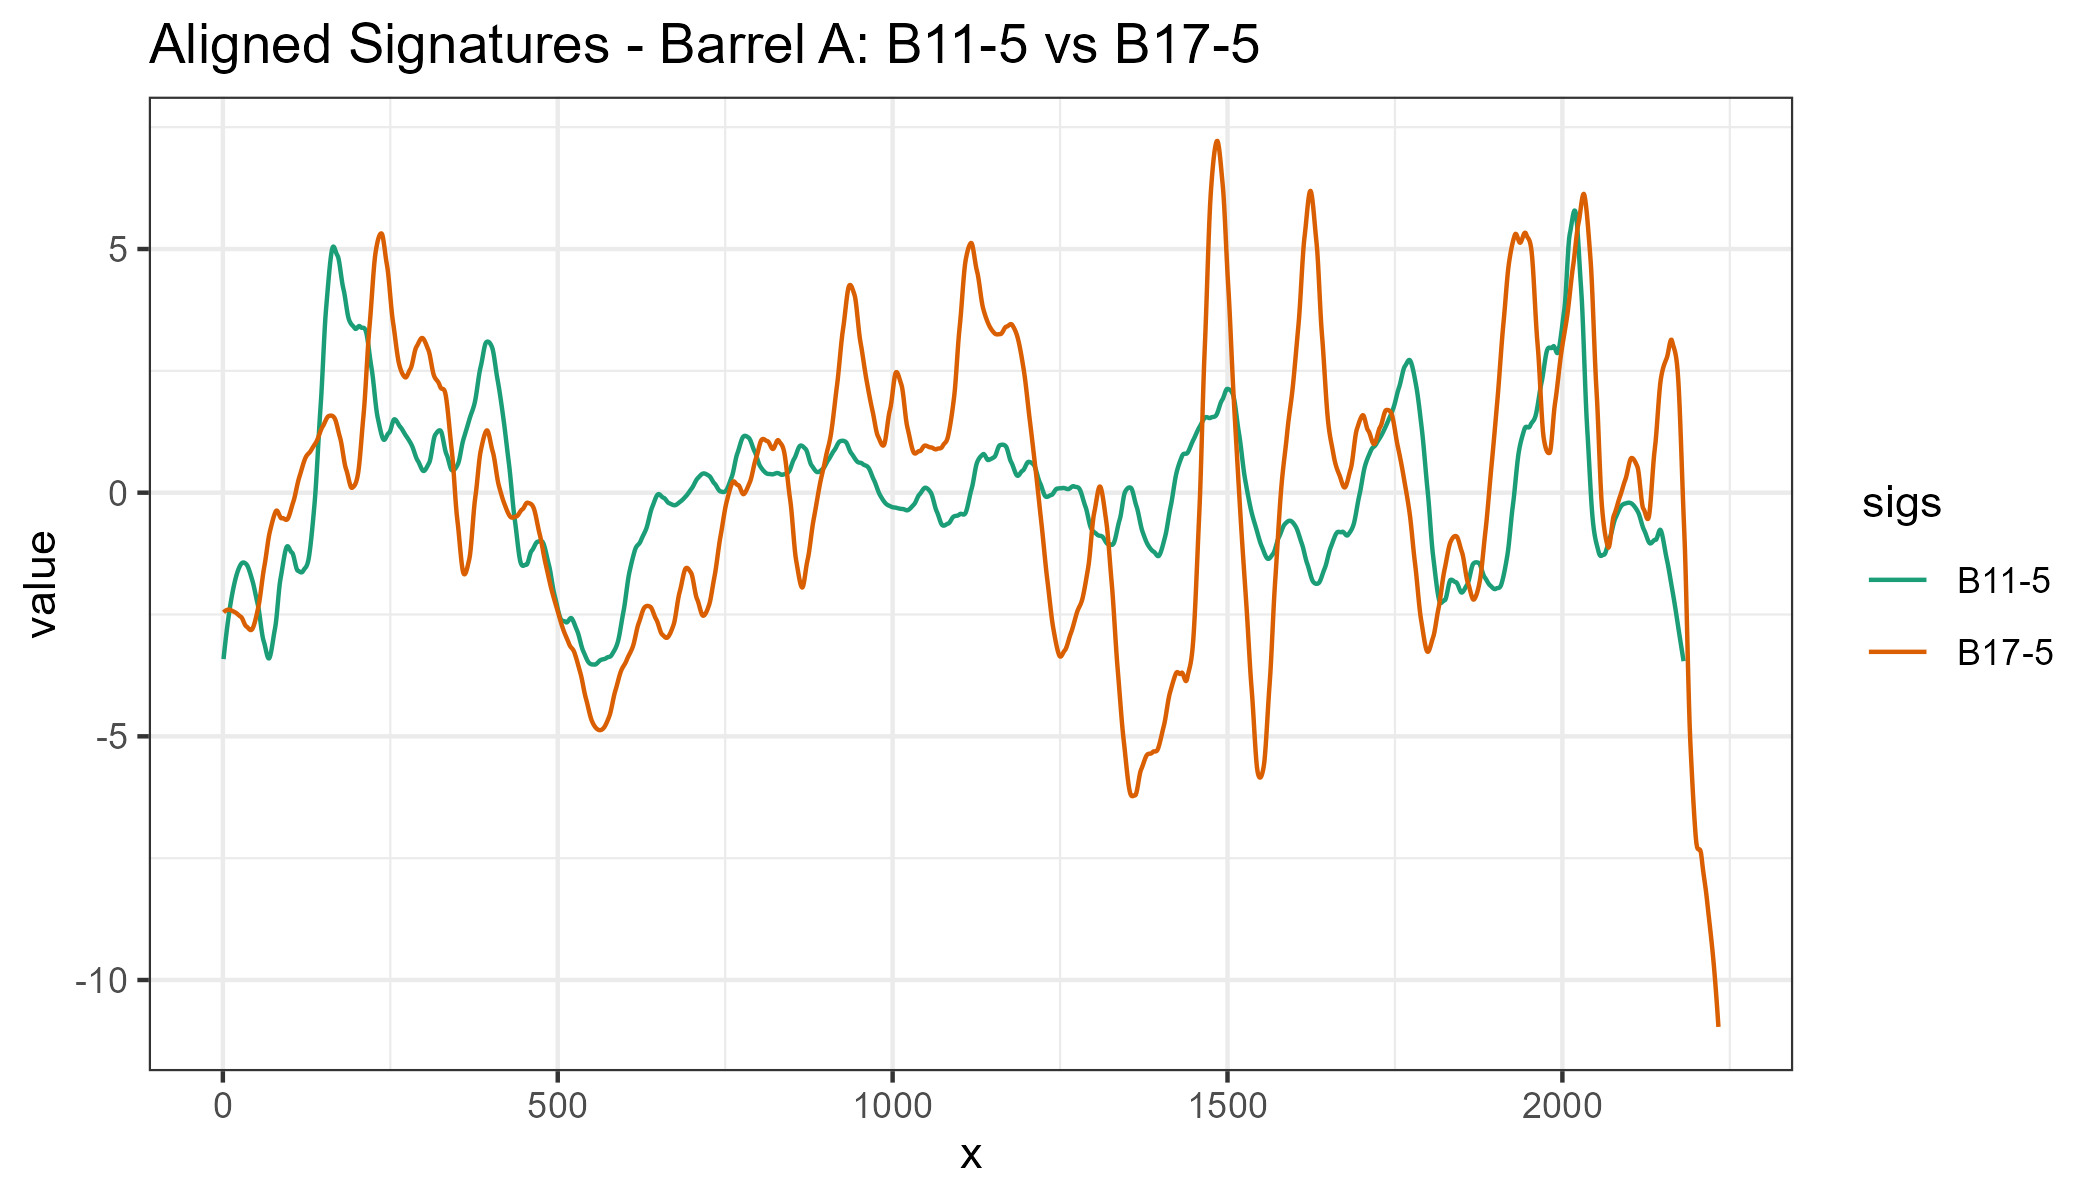 Aligned Signatures - Barrel A: B11-5 vs B17-5
value
5
0
-5
-10
0 500 1000 1500 2000
x
sigs
B11-5
B17-5